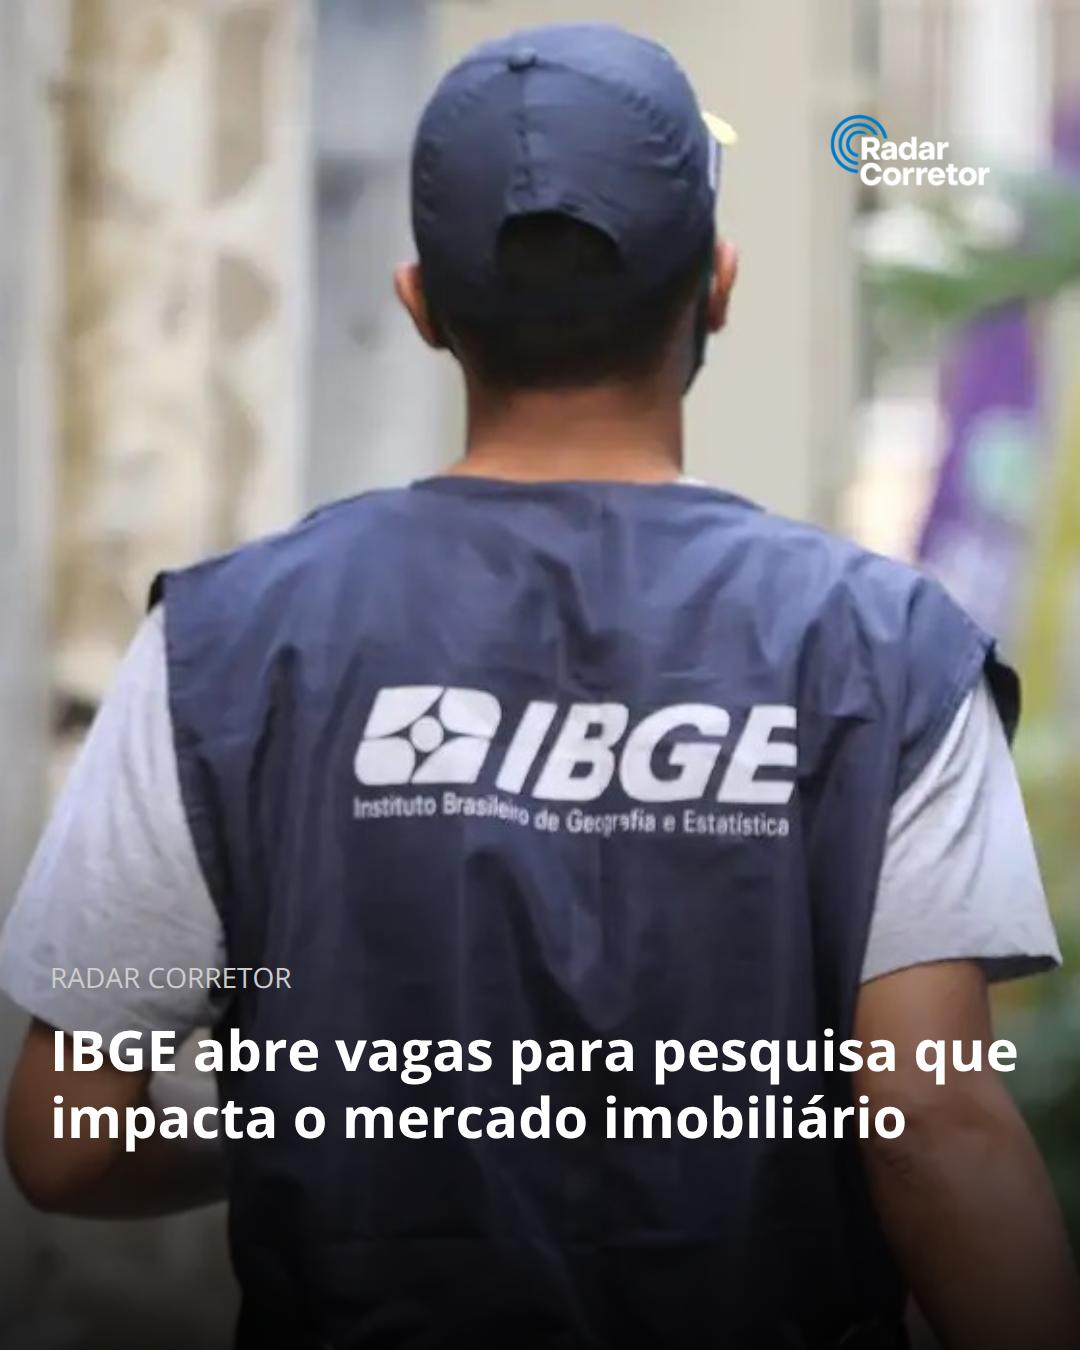 Radar
Corretor
IBGE
Instituto Brasileiro de Geografia e Estatística
RADAR CORRETOR
IBGE abre vagas para pesquisa que
impacta o mercado imobiliário